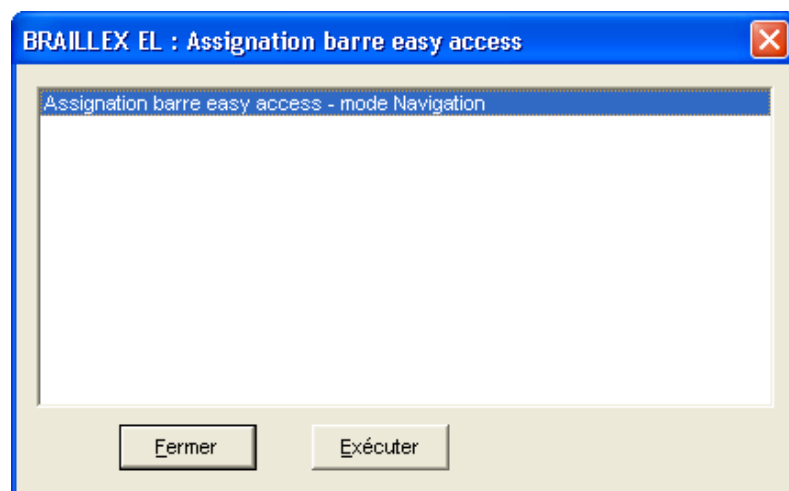 BRAILLEX EL : Assignation barre easy access
Assignation barre easy access - mode Navigation
Fermer Exécuter